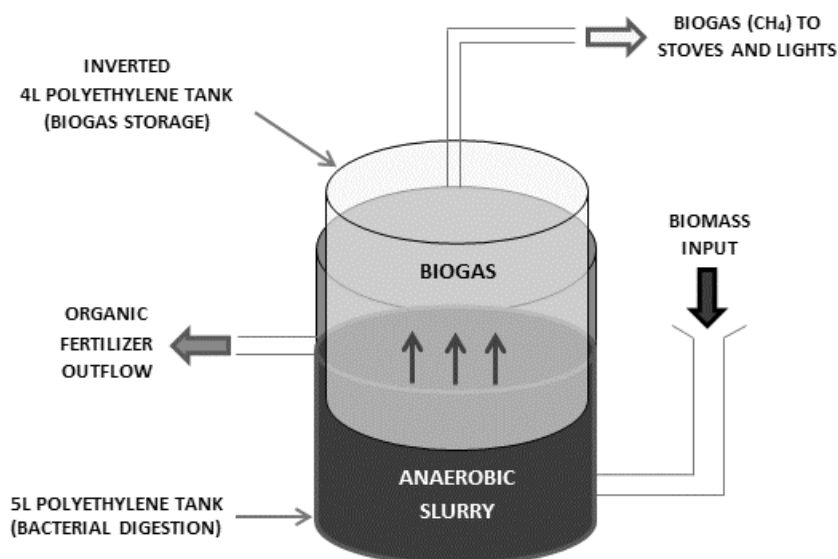 BIOGAS (CH₄) TO
STOVES AND LIGHTS
INVERTED
4L POLYETHYLENE TANK
(BIOGAS STORAGE)
BIOMASS
INPUT
BIOGAS
ORGANIC
FERTILIZER
OUTFLOW
ANAEROBIC
SLURRY
5L POLYETHYLENE TANK
(BACTERIAL DIGESTION)